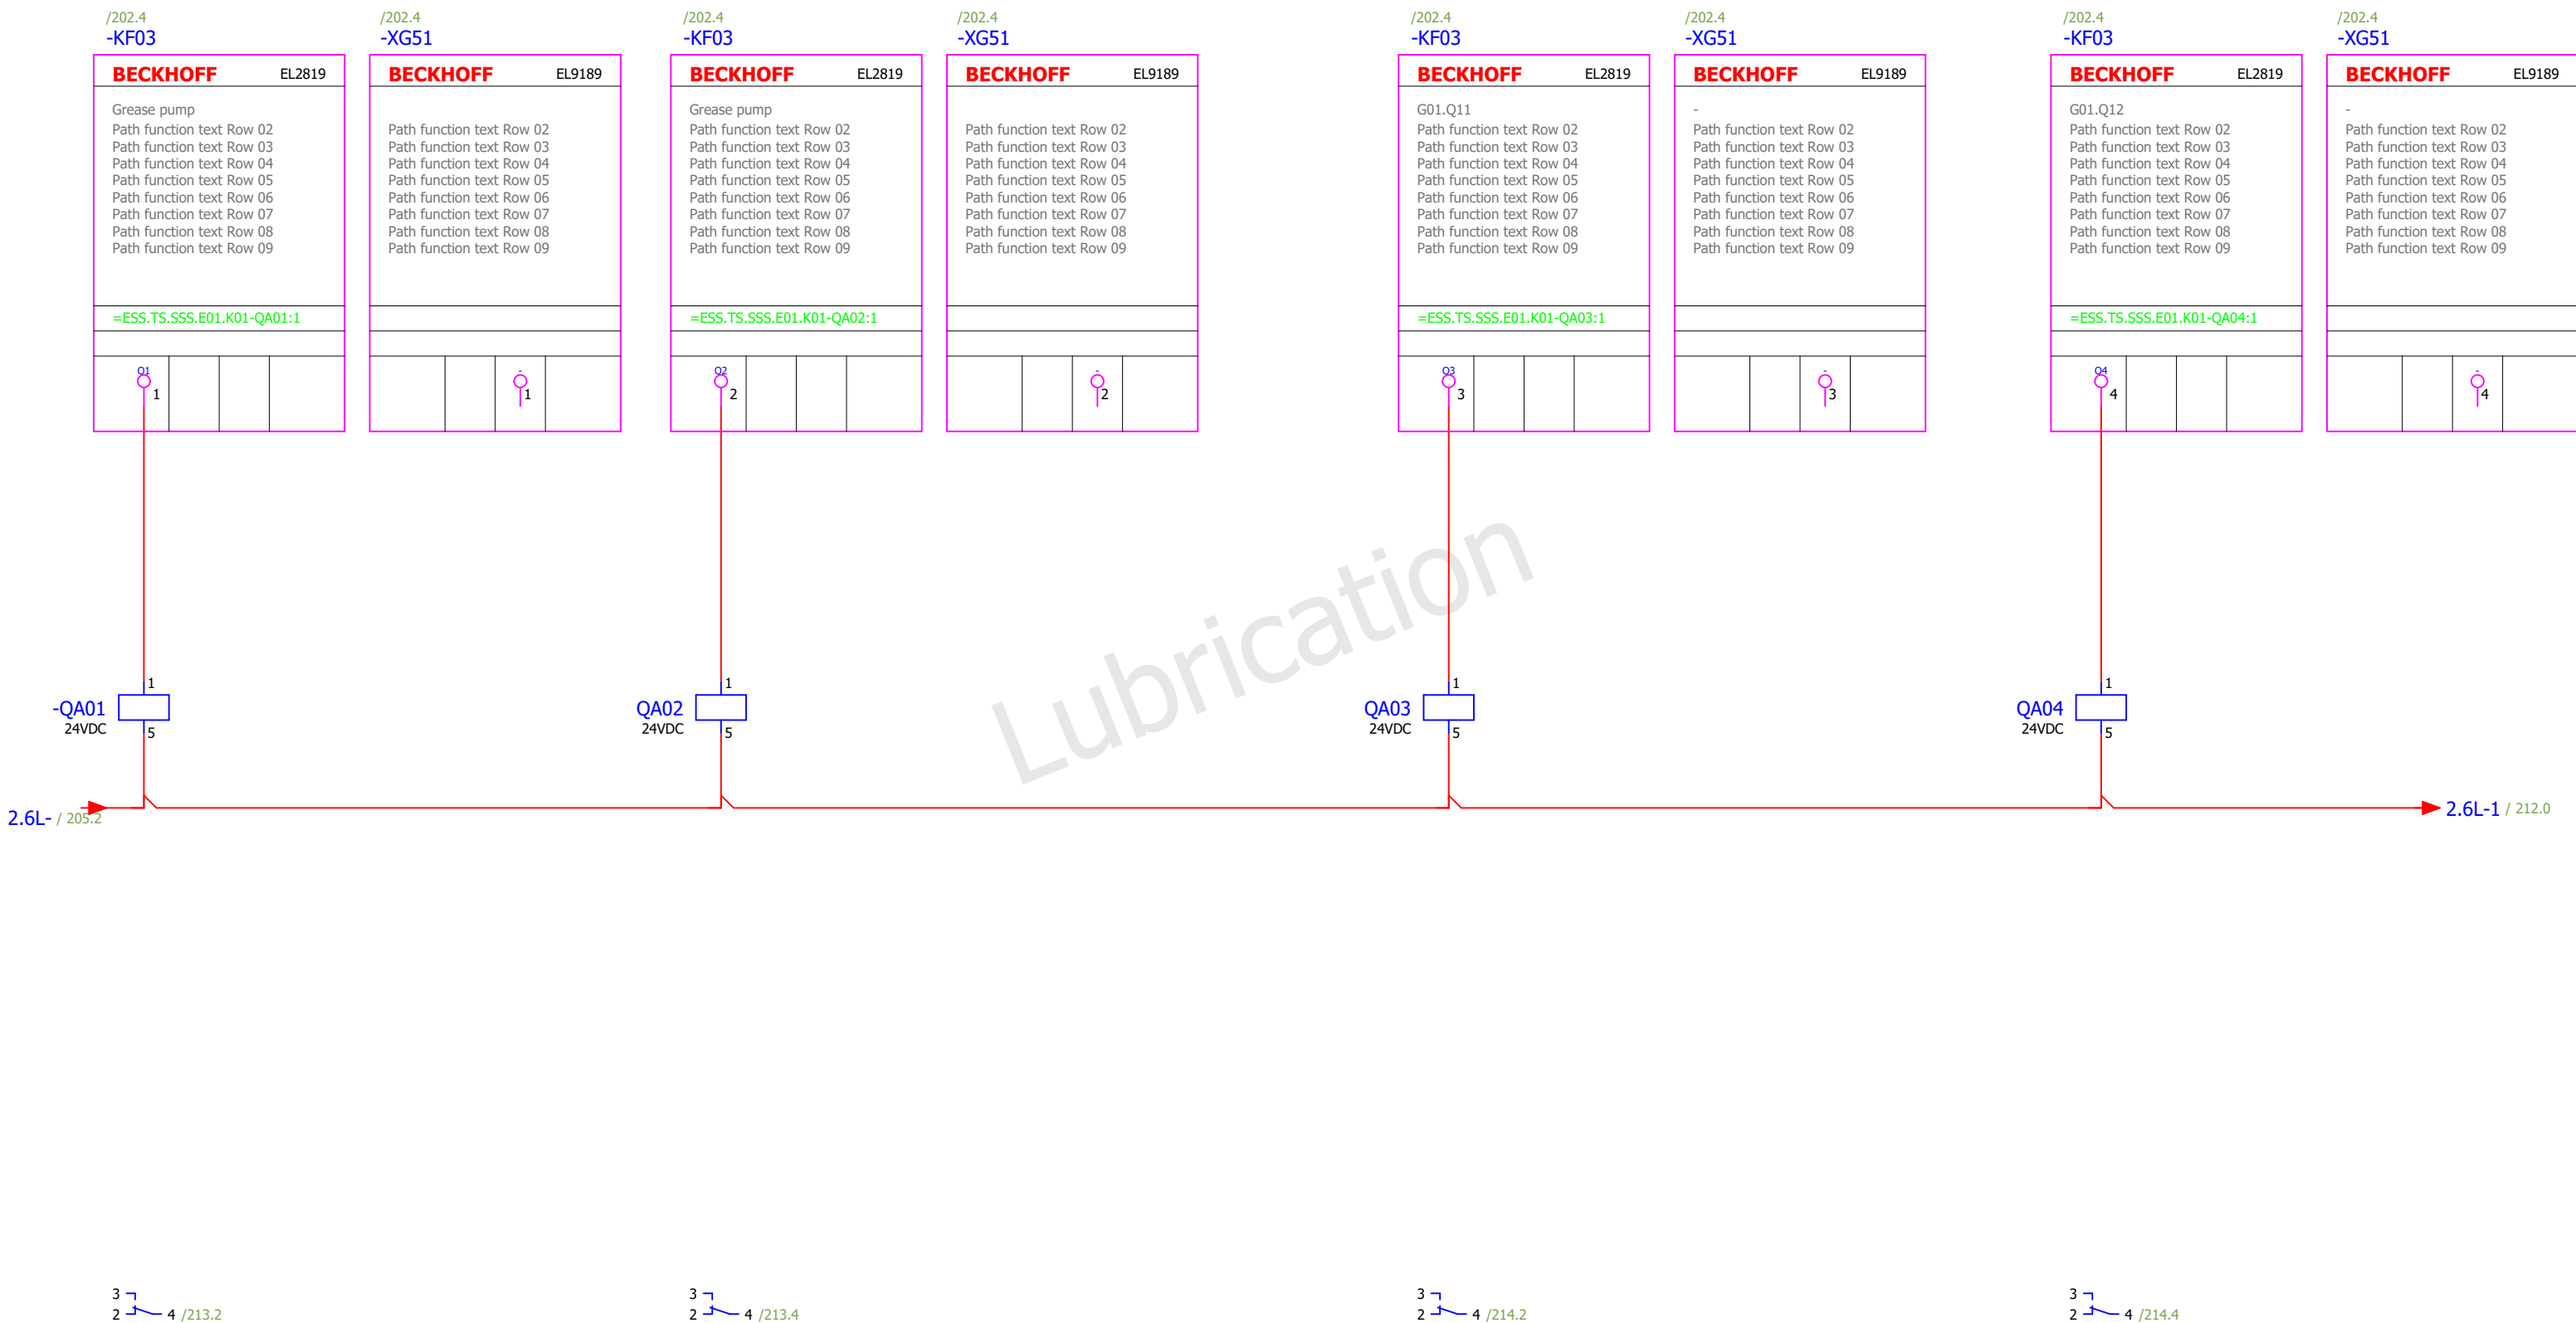 /202.4
-KF03
BECKHOFF EL2819
Grease pump
Path function text Row 02
Path function text Row 03
Path function text Row 04
Path function text Row 05
Path function text Row 06
Path function text Row 07
Path function text Row 08
Path function text Row 09
=ESS.TS.SSS.E01.K01-QA01:1
O1
1
/202.4
-XG51
BECKHOFF EL9189
Path function text Row 02
Path function text Row 03
Path function text Row 04
Path function text Row 05
Path function text Row 06
Path function text Row 07
Path function text Row 08
Path function text Row 09
-
1
/202.4
-KF03
BECKHOFF EL2819
Grease pump
Path function text Row 02
Path function text Row 03
Path function text Row 04
Path function text Row 05
Path function text Row 06
Path function text Row 07
Path function text Row 08
Path function text Row 09
=ESS.TS.SSS.E01.K01-QA02:1
O2
2
/202.4
-XG51
BECKHOFF EL9189
Path function text Row 02
Path function text Row 03
Path function text Row 04
Path function text Row 05
Path function text Row 06
Path function text Row 07
Path function text Row 08
Path function text Row 09
-
2
/202.4
-KF03
BECKHOFF EL2819
G01.Q11
Path function text Row 02
Path function text Row 03
Path function text Row 04
Path function text Row 05
Path function text Row 06
Path function text Row 07
Path function text Row 08
Path function text Row 09
=ESS.TS.SSS.E01.K01-QA03:1
O3
3
/202.4
-XG51
BECKHOFF EL9189
-
Path function text Row 02
Path function text Row 03
Path function text Row 04
Path function text Row 05
Path function text Row 06
Path function text Row 07
Path function text Row 08
Path function text Row 09
-
3
/202.4
-KF03
BECKHOFF EL2819
G01.Q12
Path function text Row 02
Path function text Row 03
Path function text Row 04
Path function text Row 05
Path function text Row 06
Path function text Row 07
Path function text Row 08
Path function text Row 09
=ESS.TS.SSS.E01.K01-QA04:1
O4
4
/202.4
-XG51
BECKHOFF EL9189
-
Path function text Row 02
Path function text Row 03
Path function text Row 04
Path function text Row 05
Path function text Row 06
Path function text Row 07
Path function text Row 08
Path function text Row 09
-
4
Lubrication
1
-QA01
24VDC
5
1
QA02
24VDC
5
1
QA03
24VDC
5
1
QA04
24VDC
5
2.6L- / 205.2
2.6L-1 / 212.0
3
2 4 /213.2
3
2 4 /213.4
3
2 4 /214.2
3
2 4 /214.4